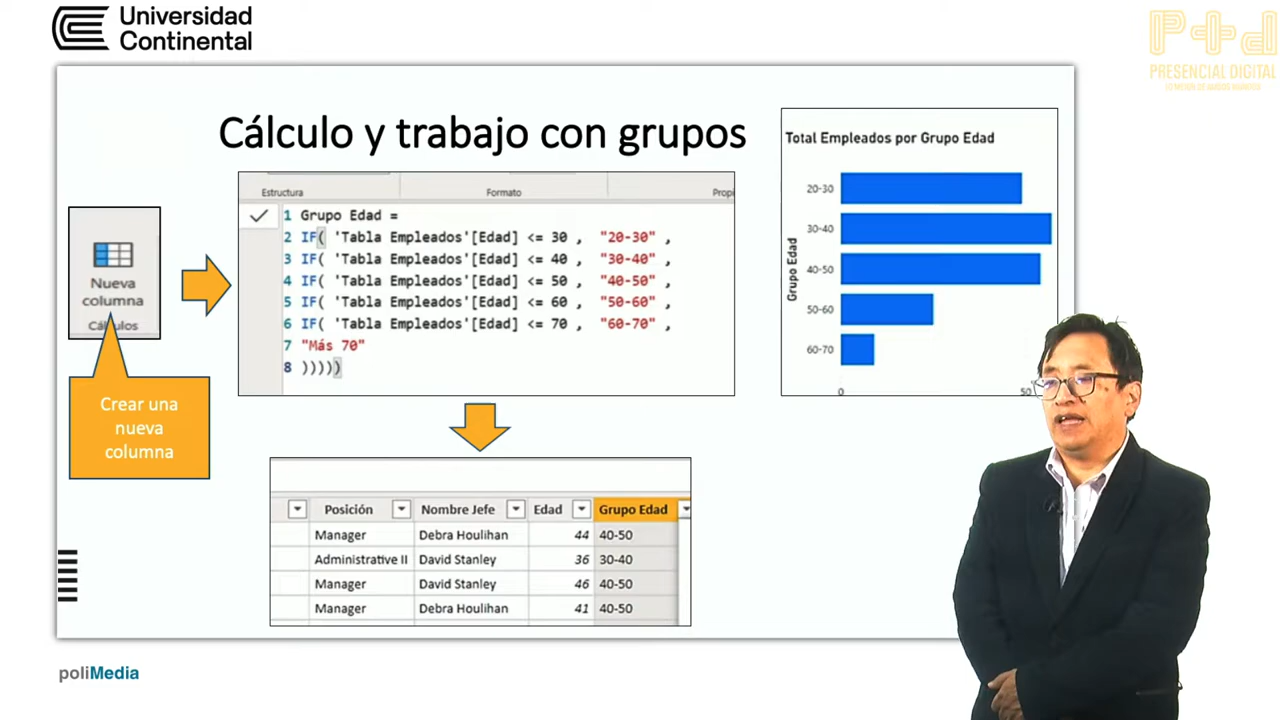 Universidad
Continental
P+d
PRESENCIAL DIGITAL
Cálculo y trabajo con grupos
Nueva
columna
Cálculos
Crear una
nueva
columna
Estructura Formato Propi
1 Grupo Edad =
2 IF( 'Tabla Empleados'[Edad] <= 30 , "20-30" ,
3 IF( 'Tabla Empleados'[Edad] <= 40 , "30-40" ,
4 IF( 'Tabla Empleados'[Edad] <= 50 , "40-50" ,
5 IF( 'Tabla Empleados'[Edad] <= 60 , "50-60" ,
6 IF( 'Tabla Empleados'[Edad] <= 70 , "60-70" ,
7 "Más 70"
8 )))))
Total Empleados por Grupo Edad
Grupo Edad
20-30
30-40
40-50
50-60
60-70
0 50
Posición Nombre Jefe Edad Grupo Edad
Manager Debra Houlihan 44 40-50
Administrative II David Stanley 36 30-40
Manager David Stanley 46 40-50
Manager Debra Houlihan 41 40-50
poliMedia